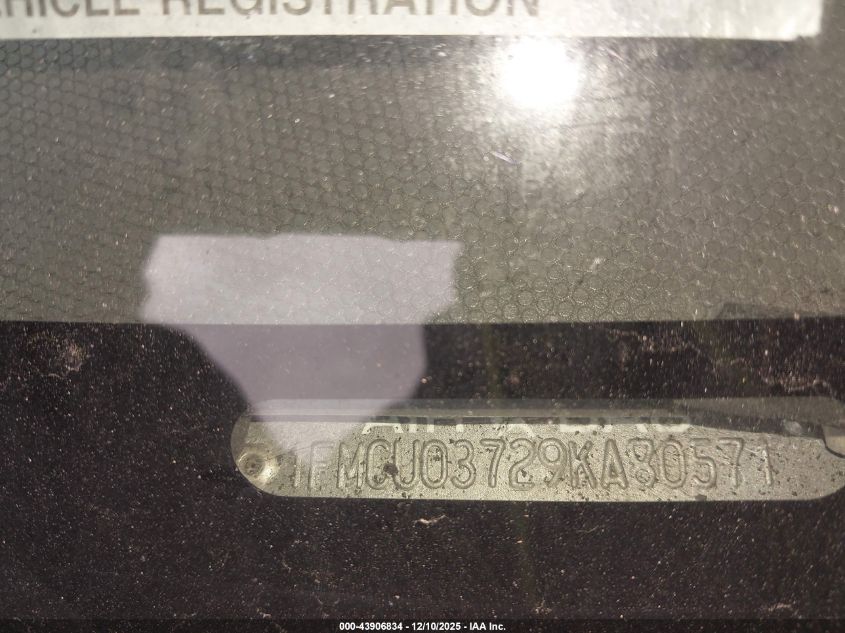 VEHICLE REGISTRATION
1FMCU03729KA80571
000-43906834 - 12/10/2025 - IAA Inc.